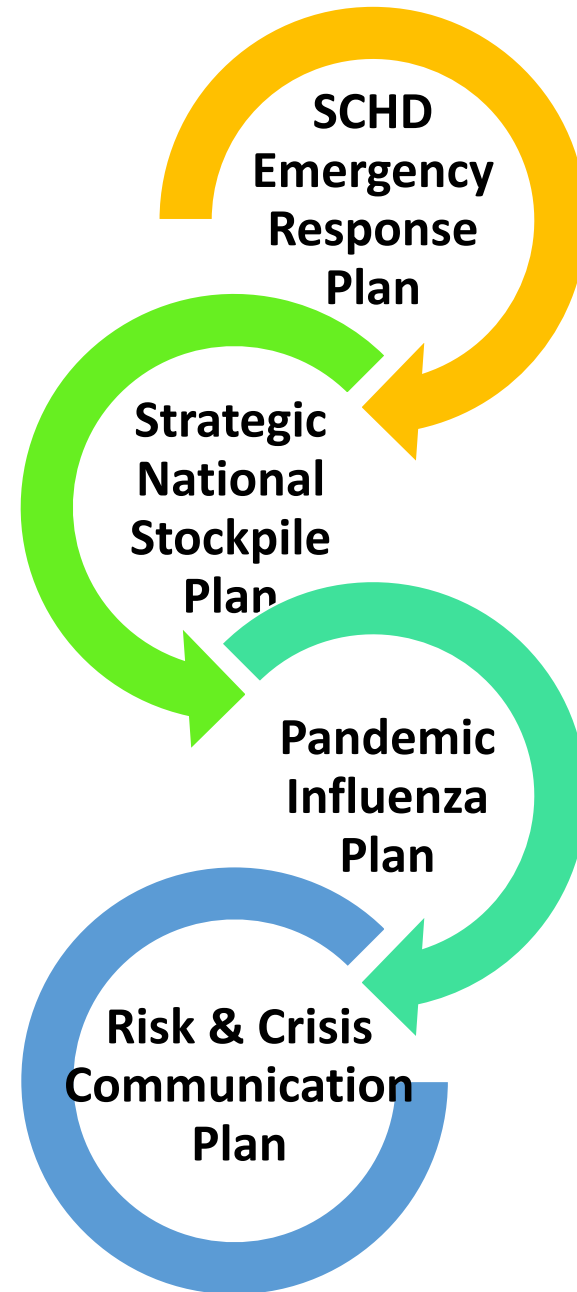 SCHD
Emergency
Response
Plan
Strategic
National
Stockpile
Plan
Pandemic
Influenza
Plan
Risk & Crisis
Communication
Plan